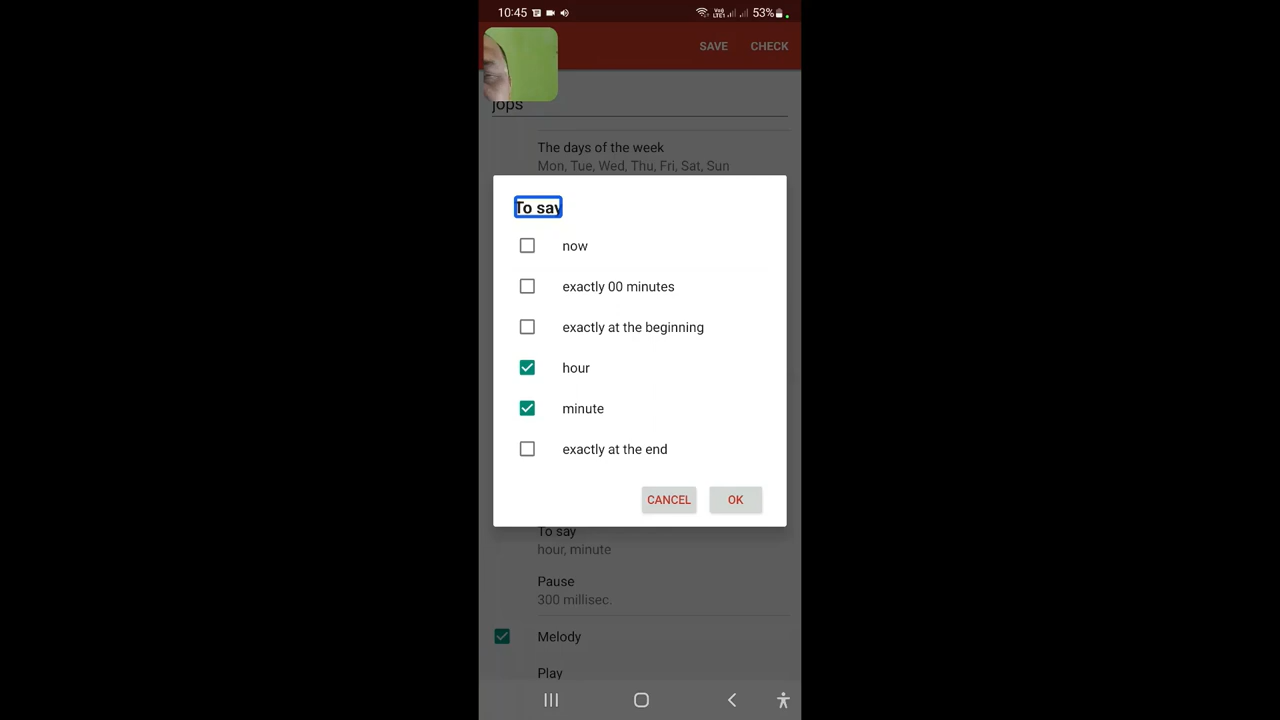 10:45 53%
SAVE CHECK
jops
The days of the week
Mon, Tue, Wed, Thu, Fri, Sat, Sun
To say
now
exactly 00 minutes
exactly at the beginning
hour
minute
exactly at the end
CANCEL OK
To say
hour, minute
Pause
300 millisec.
Melody
Play